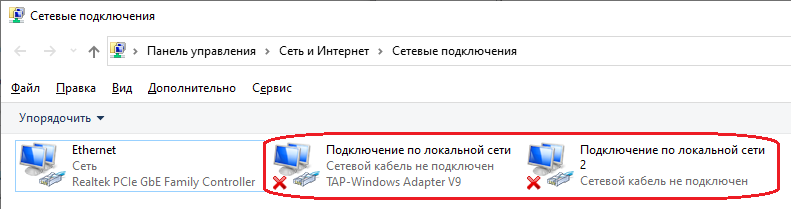 Сетевые подключения
Панель управления > Сеть и Интернет > Сетевые подключения
Файл Правка Вид Дополнительно Сервис
Упорядочить
Ethernet
Сеть
Realtek PCIe GbE Family Controller
Подключение по локальной сети
Сетевой кабель не подключен
TAP-Windows Adapter V9
Подключение по локальной сети
2
Сетевой кабель не подключен